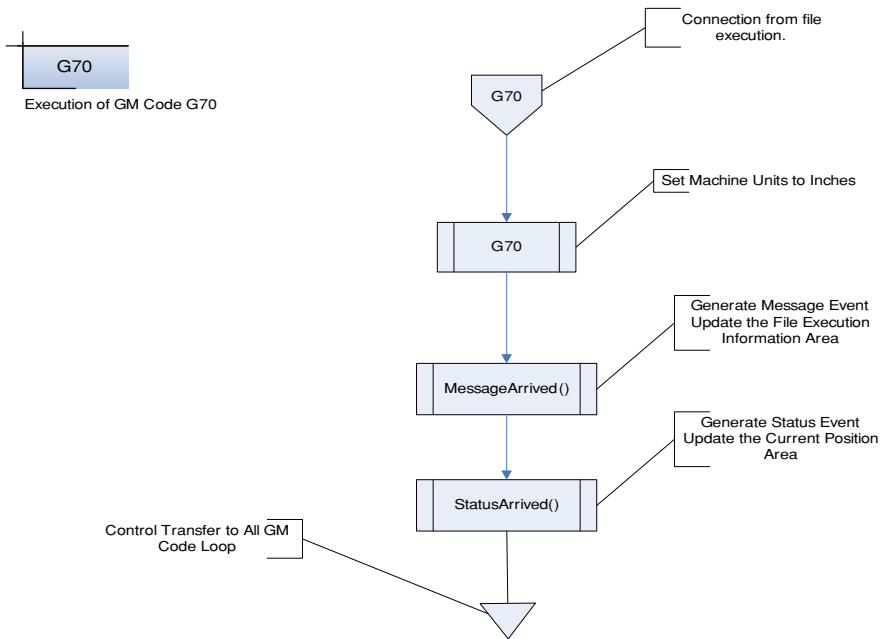 G70
Execution of GM Code G70
Connection from file
execution.
G70
Set Machine Units to Inches
G70
Generate Message Event
Update the File Execution
Information Area
MessageArrived()
Generate Status Event
Update the Current Position
Area
StatusArrived()
Control Transfer to All GM
Code Loop